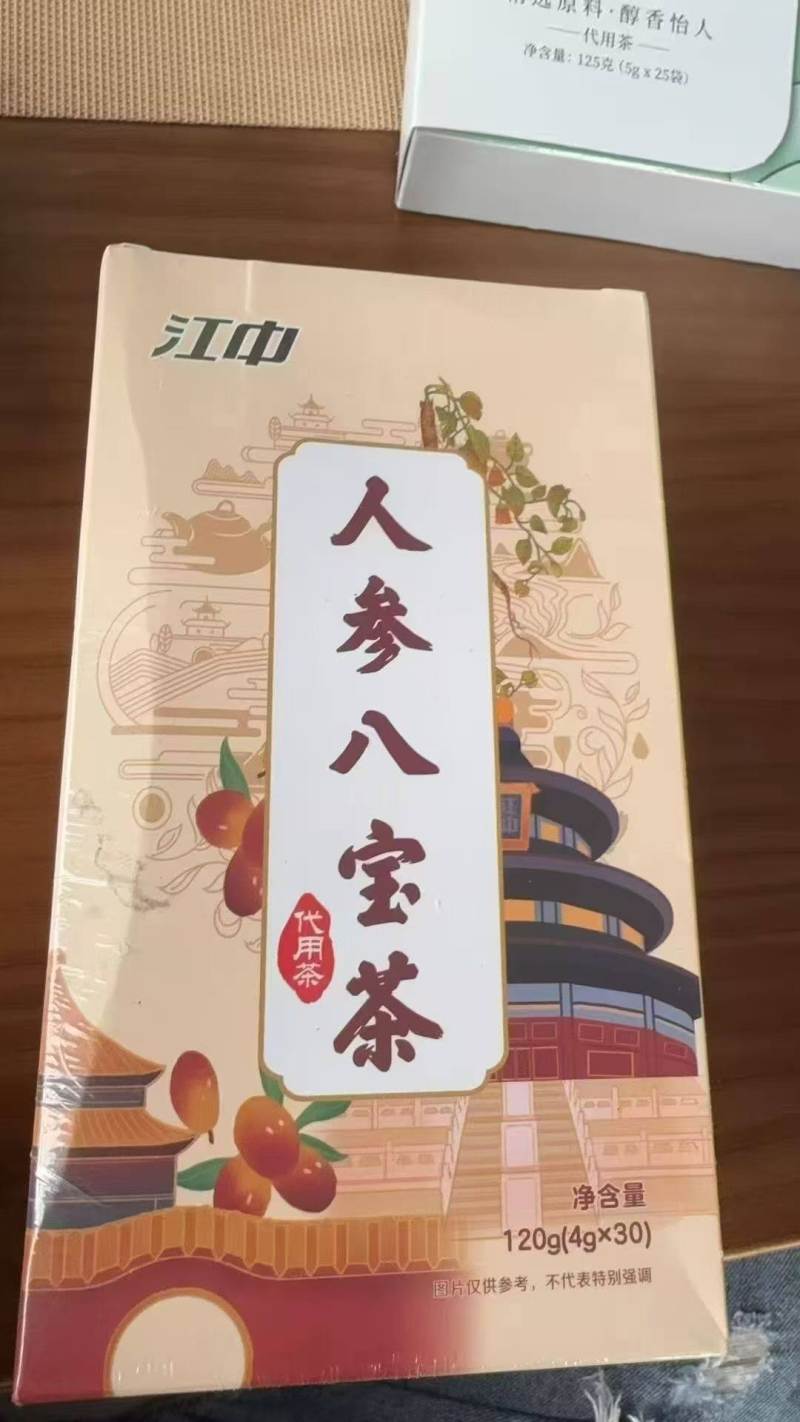 原料·醇香怡人
代用茶
净含量：125克（5g x 25袋）
江中
人参八宝茶
代用茶
净含量
120g(4g×30)
图片仅供参考，不代表特别强调